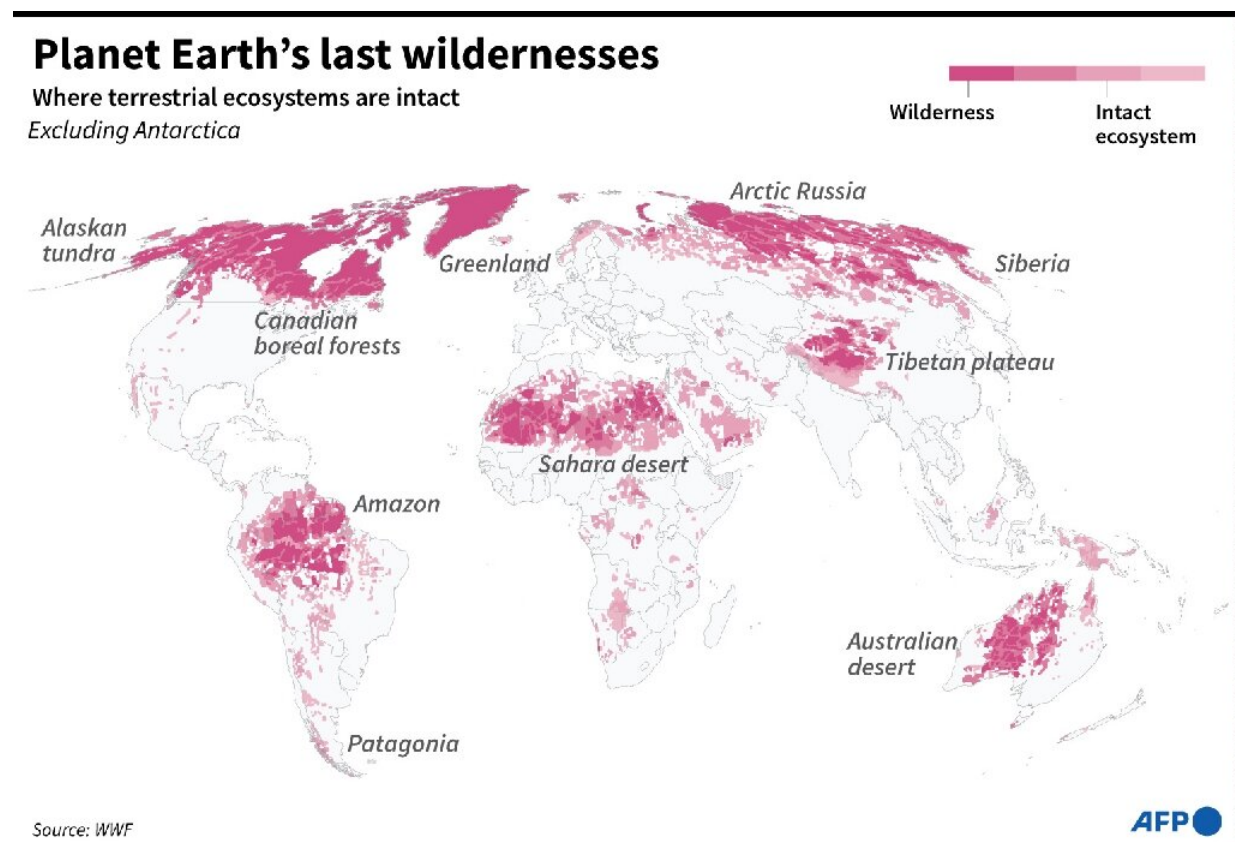 Planet Earth's last wildernesses
Where terrestrial ecosystems are intact
Excluding Antarctica
Wilderness
Intact
ecosystem
Arctic Russia
Alaskan
tundra
Greenland
Siberia
Canadian
boreal forests
Tibetan plateau
Sahara desert
Amazon
Australian
desert
Patagonia
Source: WWF
AFP